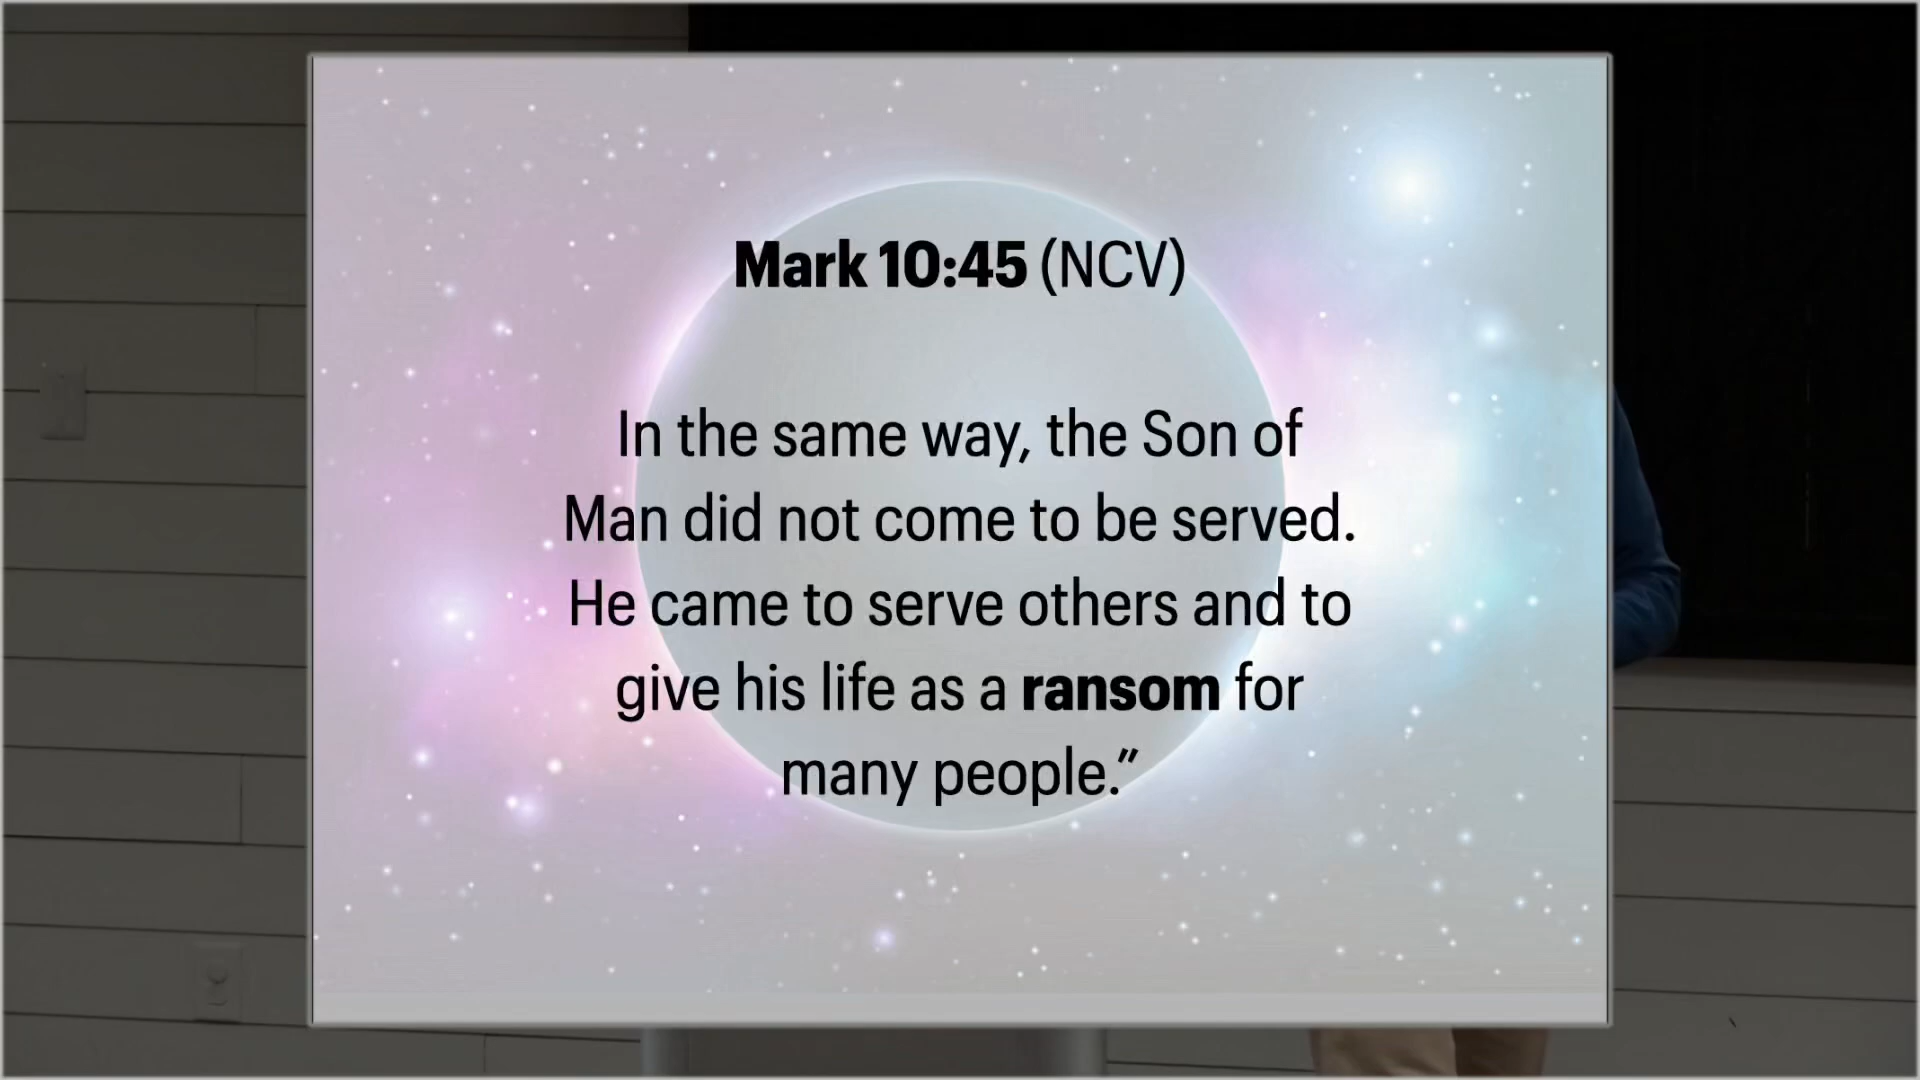 Mark 10:45 (NCV)
In the same way, the Son of
Man did not come to be served.
He came to serve others and to
give his life as a ransom for
many people.”